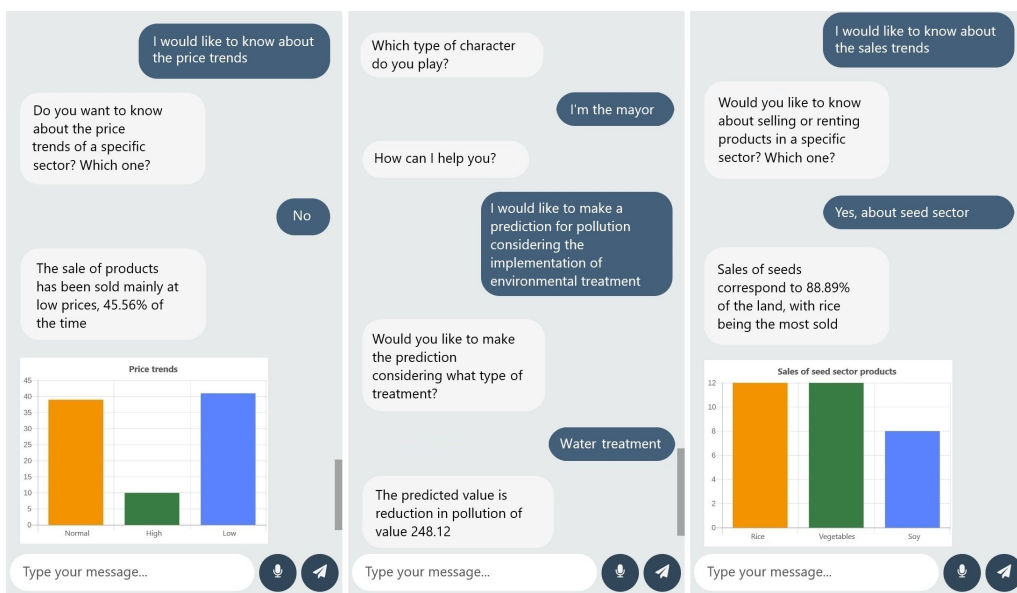 I would like to know about
the price trends
Do you want to know
about the price
trends of a specific
sector? Which one?
No
The sale of products
has been sold mainly at
low prices, 45.56% of
the time
Price trends
45
40
35
30
25
20
15
10
5
0
Normal
High
Low
Type your message...
Which type of character
do you play?
I'm the mayor
How can I help you?
I would like to make a
prediction for pollution
considering the
implementation of
environmental treatment
Would you like to make
the prediction
considering what type of
treatment?
Water treatment
The predicted value is
reduction in pollution of
value 248.12
Type your message...
I would like to know about
the sales trends
Would you like to know
about selling or renting
products in a specific
sector? Which one?
Yes, about seed sector
Sales of seeds
correspond to 88.89%
of the land, with rice
being the most sold
Sales of seed sector products
12
10
8
6
4
2
0
Rice
Vegetables
Soy
Type your message...